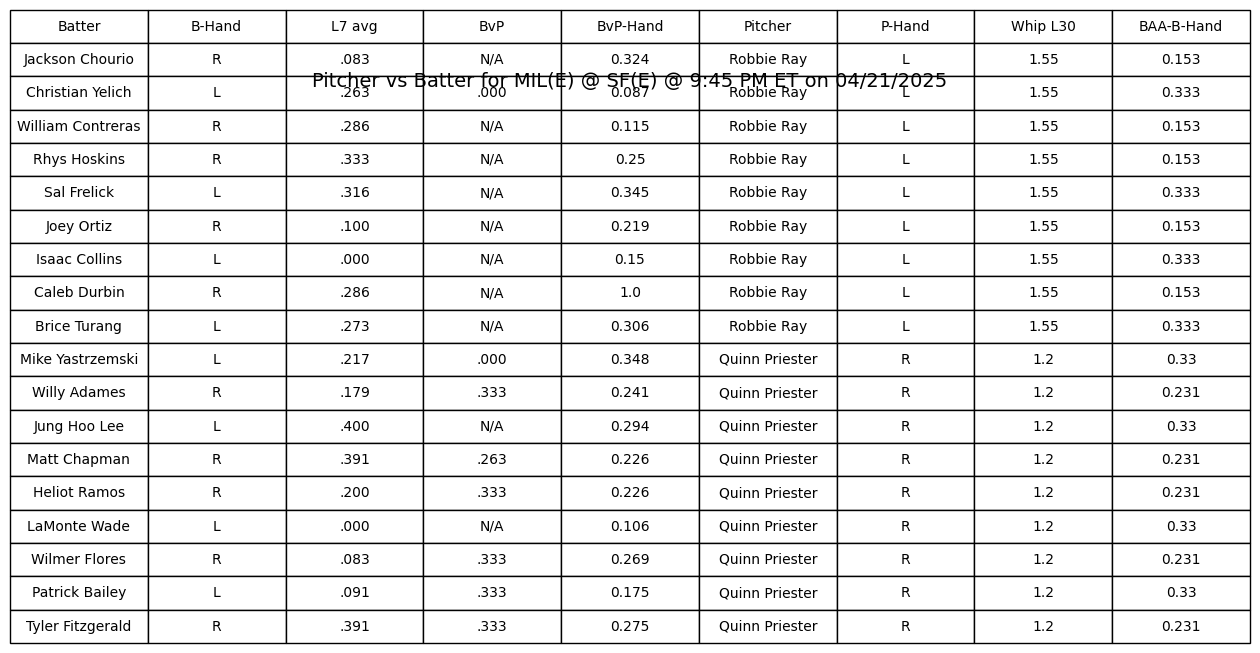 Batter B-Hand L7 avg BvP BvP-Hand Pitcher P-Hand Whip L30 BAA-B-Hand
Jackson Chourio R .083 N/A 0.324 Robbie Ray L 1.55 0.153
Pitcher vs Batter for MIL(E) @ SF(E) @ 9:45 PM ET on 04/21/2025
Christian Yelich L .263 .000 0.087 Robbie Ray L 1.55 0.333
William Contreras R .286 N/A 0.115 Robbie Ray L 1.55 0.153
Rhys Hoskins R .333 N/A 0.25 Robbie Ray L 1.55 0.153
Sal Frelick L .316 N/A 0.345 Robbie Ray L 1.55 0.333
Joey Ortiz R .100 N/A 0.219 Robbie Ray L 1.55 0.153
Isaac Collins L .000 N/A 0.15 Robbie Ray L 1.55 0.333
Caleb Durbin R .286 N/A 1.0 Robbie Ray L 1.55 0.153
Brice Turang L .273 N/A 0.306 Robbie Ray L 1.55 0.333
Mike Yastrzemski L .217 .000 0.348 Quinn Priester R 1.2 0.33
Willy Adames R .179 .333 0.241 Quinn Priester R 1.2 0.231
Jung Hoo Lee L .400 N/A 0.294 Quinn Priester R 1.2 0.33
Matt Chapman R .391 .263 0.226 Quinn Priester R 1.2 0.231
Heliot Ramos R .200 .333 0.226 Quinn Priester R 1.2 0.231
LaMonte Wade L .000 N/A 0.106 Quinn Priester R 1.2 0.33
Wilmer Flores R .083 .333 0.269 Quinn Priester R 1.2 0.231
Patrick Bailey L .091 .333 0.175 Quinn Priester R 1.2 0.33
Tyler Fitzgerald R .391 .333 0.275 Quinn Priester R 1.2 0.231